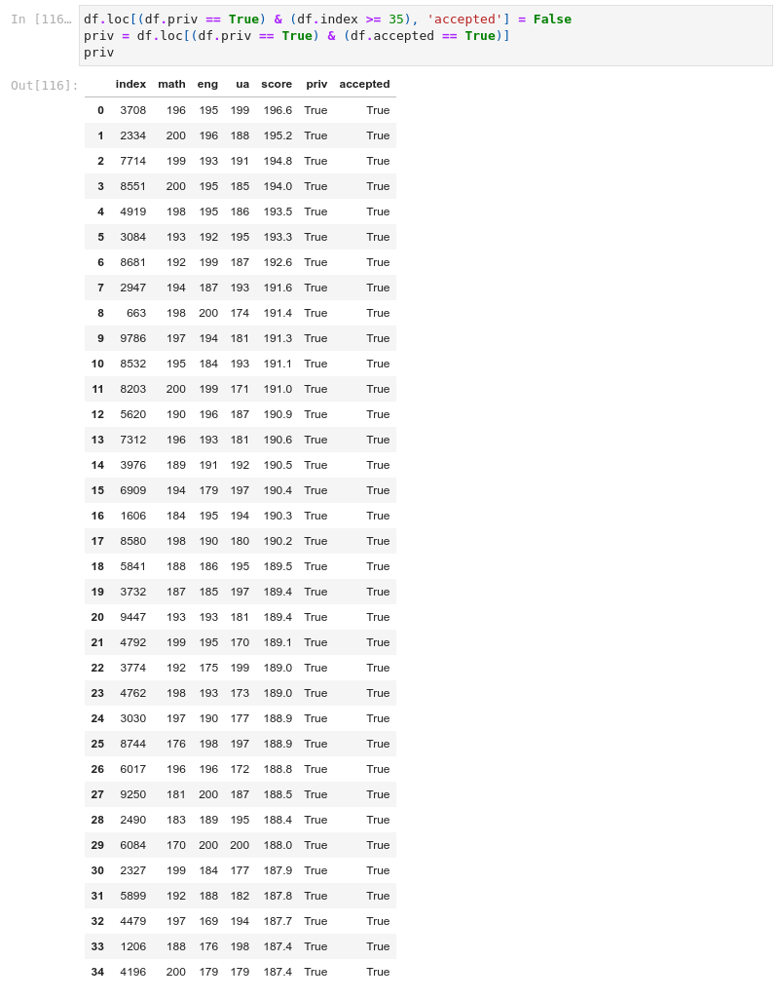 In [116… df.loc[(df.priv == True) & (df.index >= 35), 'accepted'] = False
priv = df.loc[(df.priv == True) & (df.accepted == True)]
priv
Out[116]:
index math eng ua score priv accepted
0 3708 196 195 199 196.6 True True
1 2334 200 196 188 195.2 True True
2 7714 199 193 191 194.8 True True
3 8551 200 195 185 194.0 True True
4 4919 198 195 186 193.5 True True
5 3084 193 192 195 193.3 True True
6 8681 192 199 187 192.6 True True
7 2947 194 187 193 191.6 True True
8 663 198 200 174 191.4 True True
9 9786 197 194 181 191.3 True True
10 8532 195 184 193 191.1 True True
11 8203 200 199 171 191.0 True True
12 5620 190 196 187 190.9 True True
13 7312 196 193 181 190.6 True True
14 3976 189 191 192 190.5 True True
15 6909 194 179 197 190.4 True True
16 1606 184 195 194 190.3 True True
17 8580 198 190 180 190.2 True True
18 5841 188 186 195 189.5 True True
19 3732 187 185 197 189.4 True True
20 9447 193 193 181 189.4 True True
21 4792 199 195 170 189.1 True True
22 3774 192 175 199 189.0 True True
23 4762 198 193 173 189.0 True True
24 3030 197 190 177 188.9 True True
25 8744 176 198 197 188.9 True True
26 6017 196 196 172 188.8 True True
27 9250 181 200 187 188.5 True True
28 2490 183 189 195 188.4 True True
29 6084 170 200 200 188.0 True True
30 2327 199 184 177 187.9 True True
31 5899 192 188 182 187.8 True True
32 4479 197 169 194 187.7 True True
33 1206 188 176 198 187.4 True True
34 4196 200 179 179 187.4 True True